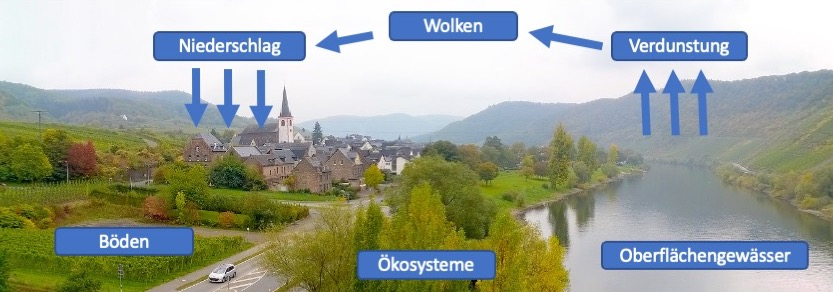 Wolken
Niederschlag
Verdunstung
Böden
Ökosysteme
Oberflächengewässer